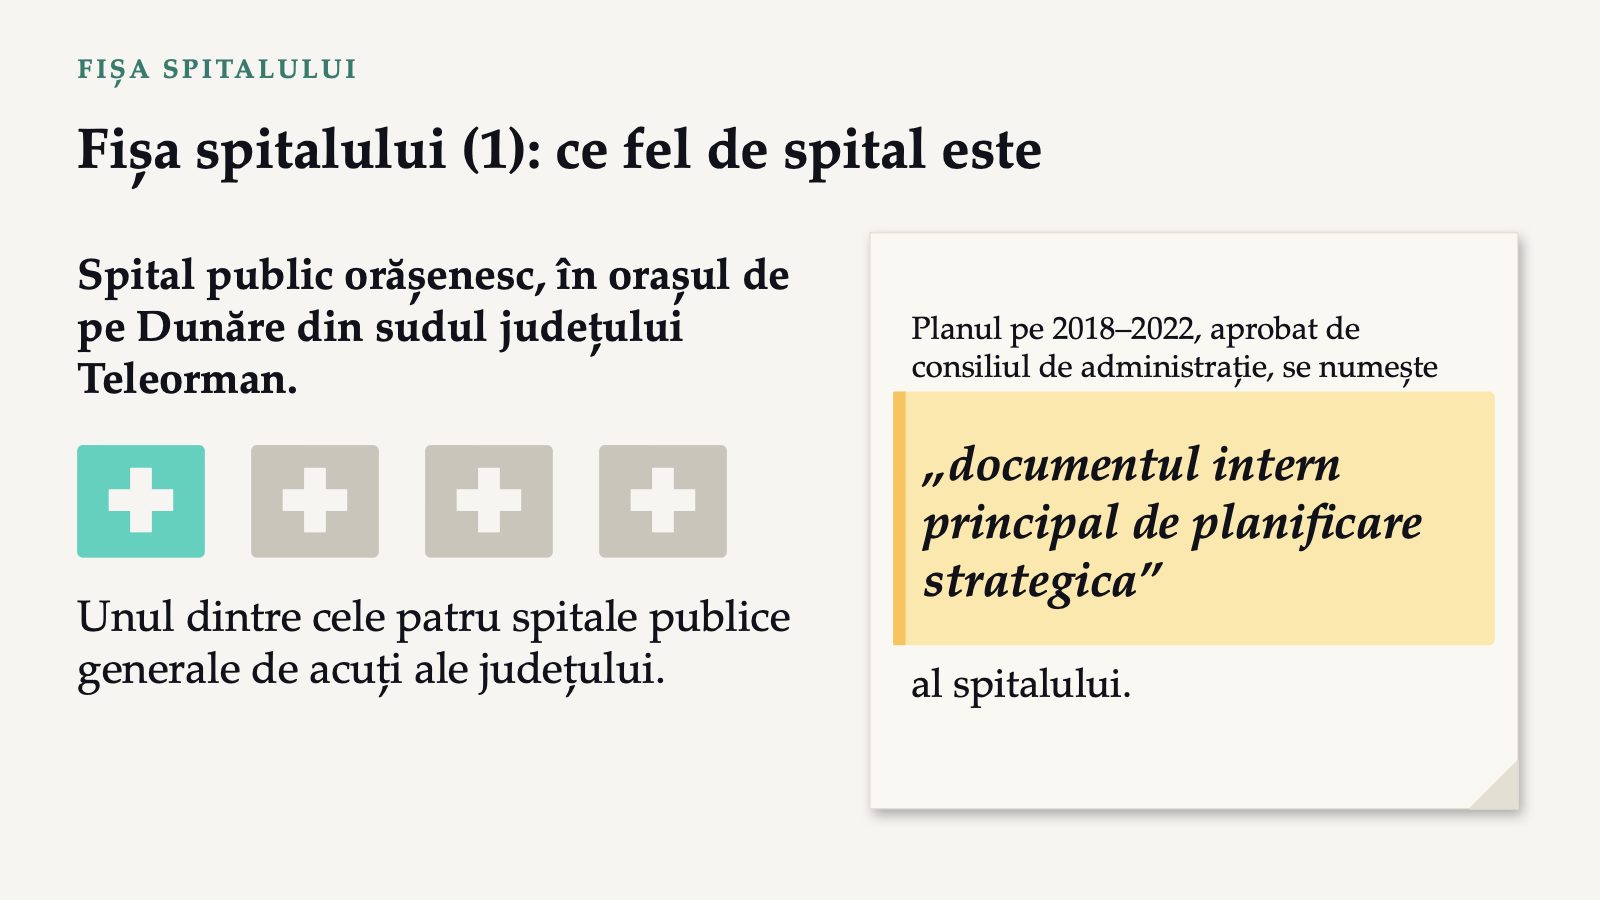 FIȘA SPITALULUI
Fișa spitalului (1): ce fel de spital este
Spital public orășenesc, în orașul de
pe Dunăre din sudul județului
Teleorman.
Unul dintre cele patru spitale publice
generale de acuți ale județului.
Planul pe 2018–2022, aprobat de
consiliul de administrație, se numește
„documentul intern
principal de planificare
strategica”
al spitalului.